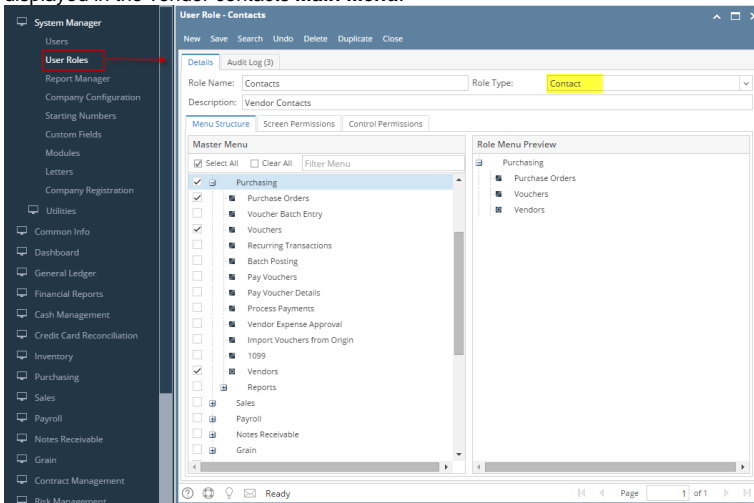 displayed in the vendor contacts Main Menu.
System Manager
Users
User Roles
Report Manager
Company Configuration
Starting Numbers
Custom Fields
Modules
Letters
Company Registration
Utilities
Common Info
Dashboard
General Ledger
Financial Reports
Cash Management
Credit Card Reconciliation
Inventory
Purchasing
Sales
Payroll
Notes Receivable
Grain
Contract Management
Risk Management
User Role - Contacts
New Save Search Undo Delete Duplicate Close
Details Audit Log (3)
Role Name: Contacts Role Type: Contact
Description: Vendor Contacts
Menu Structure Screen Permissions Control Permissions
Master Menu
Select All Clear All Filter Menu
Purchasing
Purchase Orders
Voucher Batch Entry
Vouchers
Recurring Transactions
Batch Posting
Pay Vouchers
Pay Voucher Details
Process Payments
Vendor Expense Approval
Import Vouchers from Origin
1099
Vendors
Reports
Sales
Payroll
Notes Receivable
Grain
Role Menu Preview
Purchasing
Purchase Orders
Vouchers
Vendors
Ready Page 1 of 1